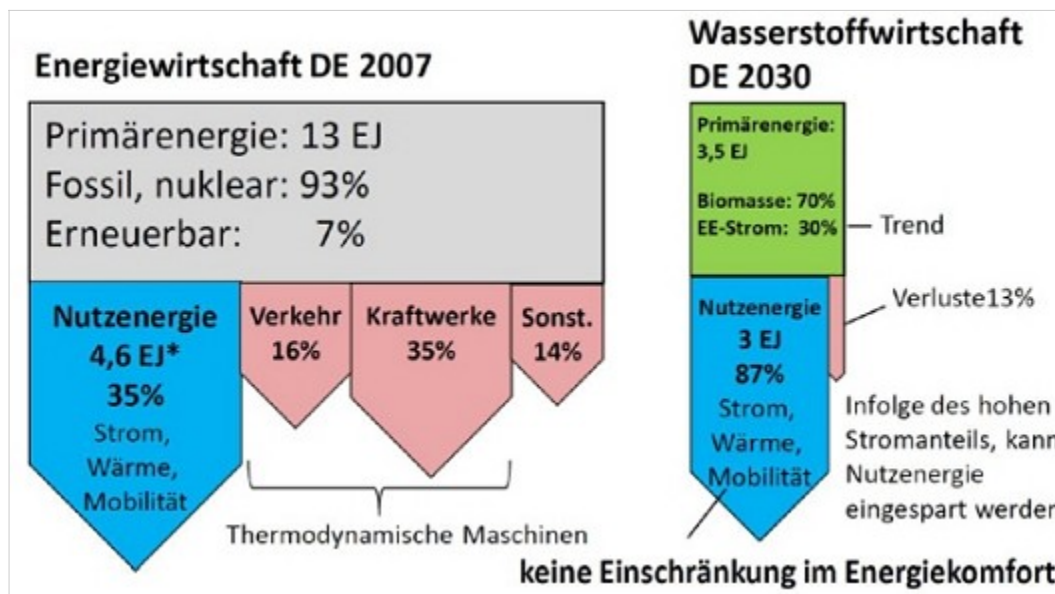 Energiewirtschaft DE 2007
Primärenergie: 13 EJ
Fossil, nuklear: 93%
Erneuerbar: 7%
Nutzenergie
4,6 EJ*
35%
Strom,
Wärme,
Mobilität
Verkehr
16%
Kraftwerke
35%
Sonst.
14%
Thermodynamische Maschinen
Wasserstoffwirtschaft
DE 2030
Primärenergie:
3,5 EJ
Biomasse: 70%
EE-Strom: 30%
Trend
Nutzenergie
3 EJ
87%
Strom,
Wärme,
Mobilität
Verluste13%
Infolge des hohen
Stromanteils, kann
Nutzenergie
eingespart werden
keine Einschränkung im Energiekomfort